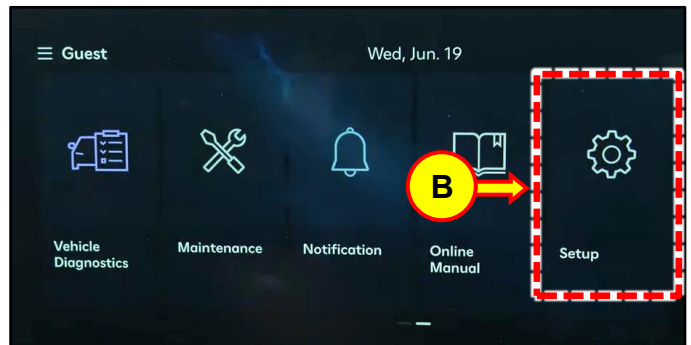 Guest
Wed, Jun. 19
B
Vehicle
Diagnostics
Maintenance
Notification
Online
Manual
Setup